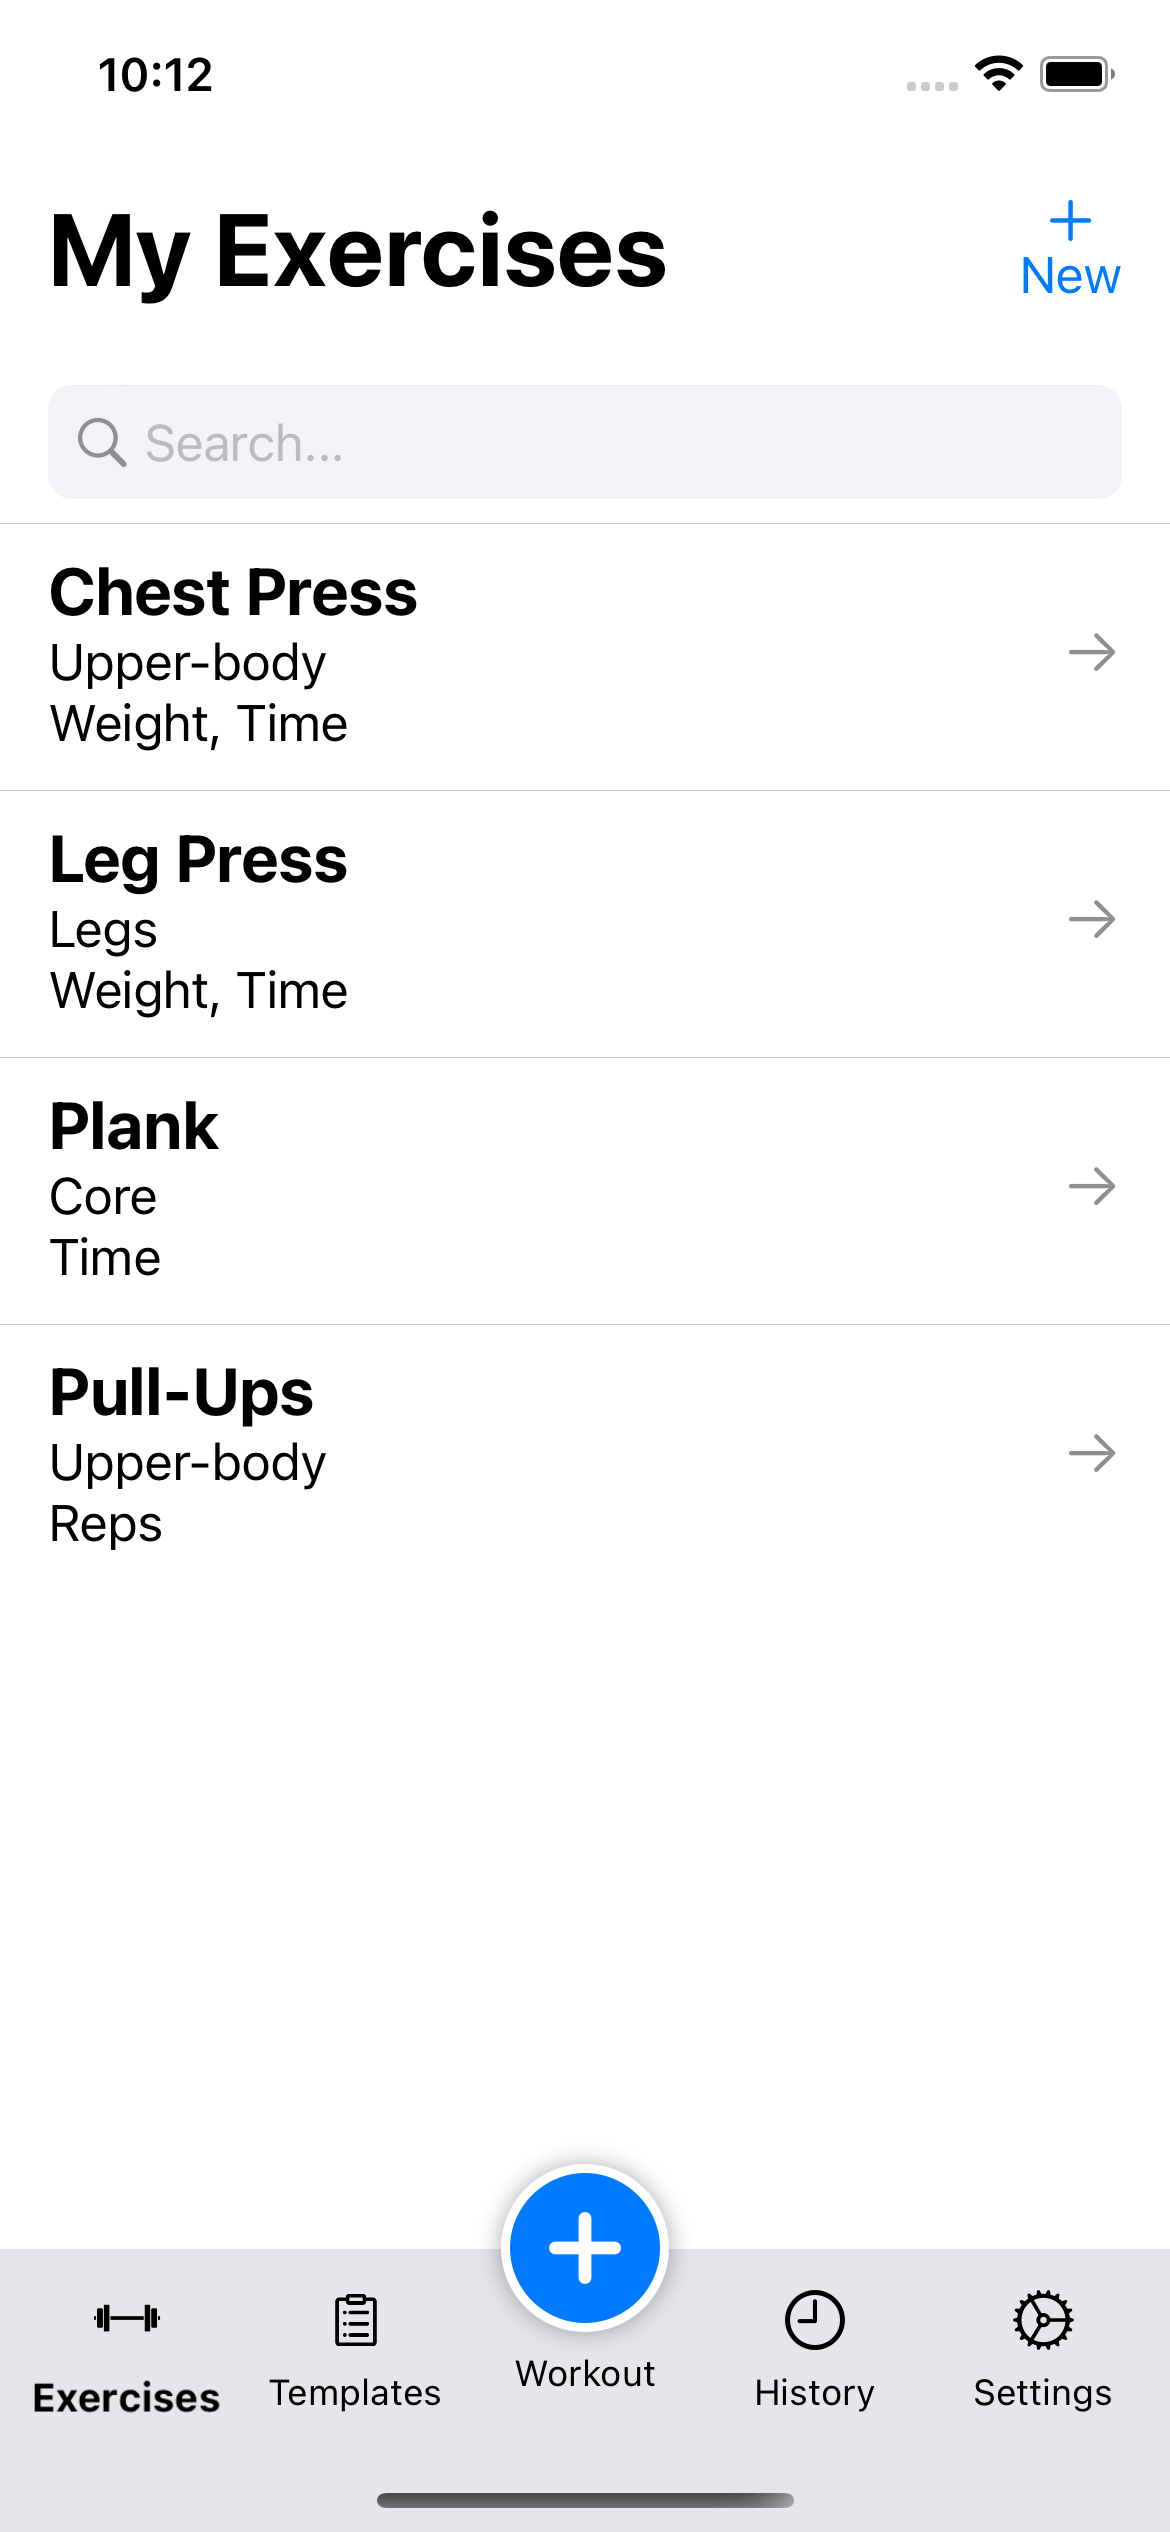 10:12
My Exercises
New
Search...
Chest Press
Upper-body
Weight, Time
Leg Press
Legs
Weight, Time
Plank
Core
Time
Pull-Ups
Upper-body
Reps
Exercises
Templates
Workout
History
Settings